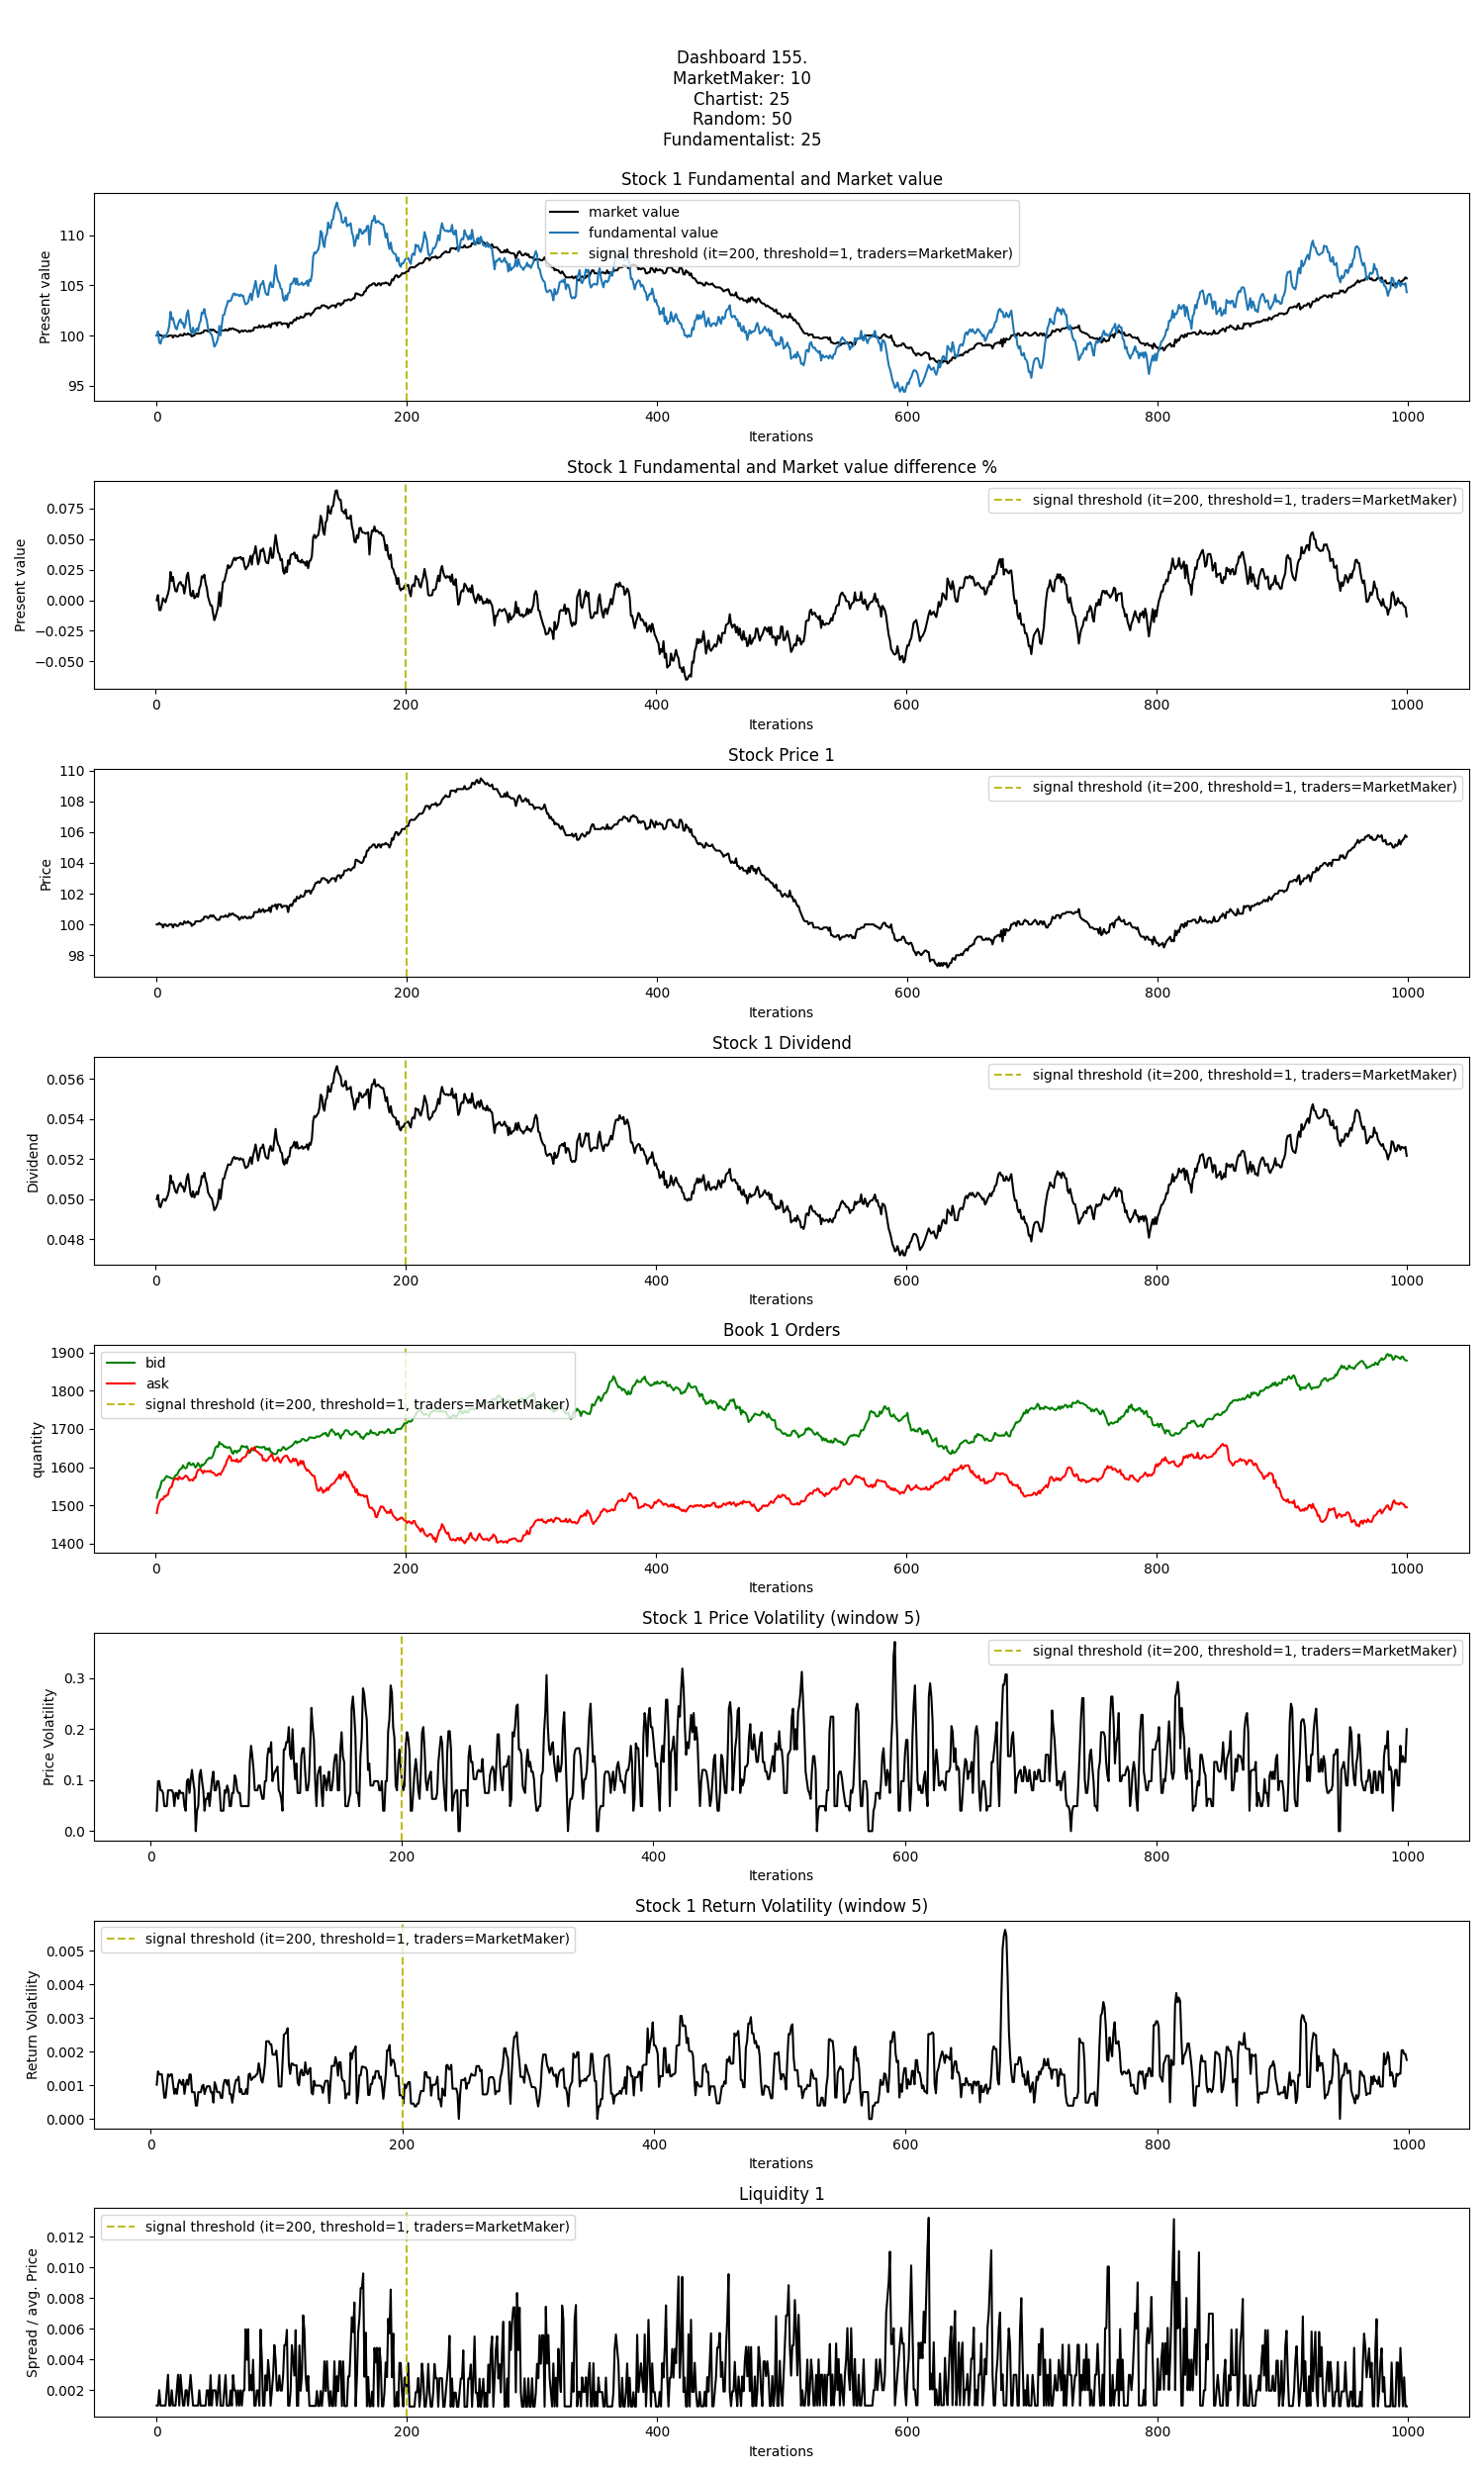 Dashboard 155.
MarketMaker: 10
Chartist: 25
Random: 50
Fundamentalist: 25
Stock 1 Fundamental and Market value
market value
fundamental value
signal threshold (it=200, threshold=1, traders=MarketMaker)
Present value
110
105
100
95
0 200 400 600 800 1000
Iterations
Stock 1 Fundamental and Market value difference %
signal threshold (it=200, threshold=1, traders=MarketMaker)
Present value
0.075
0.050
0.025
0.000
−0.025
−0.050
0 200 400 600 800 1000
Iterations
Stock Price 1
signal threshold (it=200, threshold=1, traders=MarketMaker)
Price
110
108
106
104
102
100
98
0 200 400 600 800 1000
Iterations
Stock 1 Dividend
signal threshold (it=200, threshold=1, traders=MarketMaker)
Dividend
0.056
0.054
0.052
0.050
0.048
0 200 400 600 800 1000
Iterations
Book 1 Orders
bid
ask
signal threshold (it=200, threshold=1, traders=MarketMaker)
quantity
1900
1800
1700
1600
1500
1400
0 200 400 600 800 1000
Iterations
Stock 1 Price Volatility (window 5)
signal threshold (it=200, threshold=1, traders=MarketMaker)
Price Volatility
0.3
0.2
0.1
0.0
0 200 400 600 800 1000
Iterations
Stock 1 Return Volatility (window 5)
signal threshold (it=200, threshold=1, traders=MarketMaker)
Return Volatility
0.005
0.004
0.003
0.002
0.001
0.000
0 200 400 600 800 1000
Iterations
Liquidity 1
signal threshold (it=200, threshold=1, traders=MarketMaker)
Spread / avg. Price
0.012
0.010
0.008
0.006
0.004
0.002
0 200 400 600 800 1000
Iterations